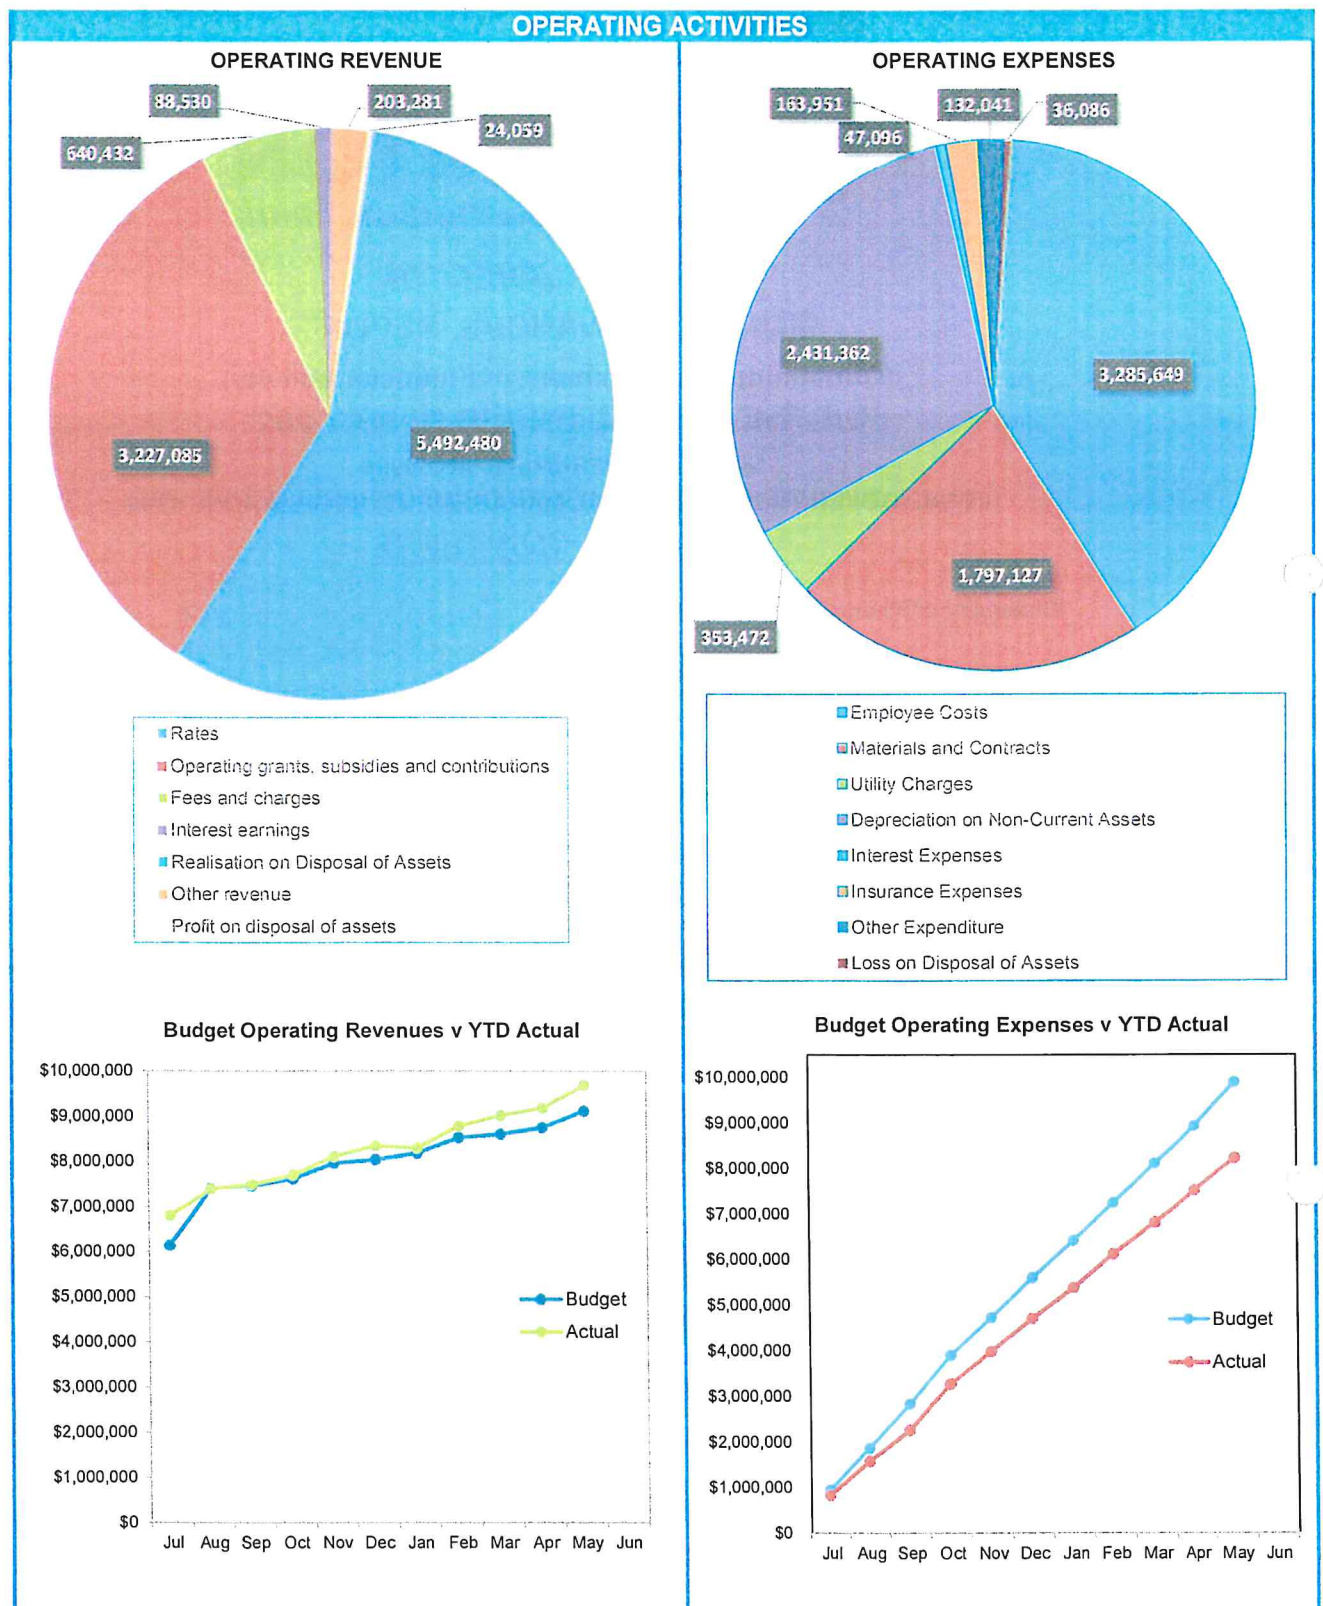 OPERATING ACTIVITIES
OPERATING REVENUE
88,530
203,281
24,059
640,432
3,227,085
5,492,480
Rates
Operating grants, subsidies and contributions
Fees and charges
Interest earnings
Realisation on Disposal of Assets
Other revenue
Profit on disposal of assets
OPERATING EXPENSES
163,951
132,041
36,086
47,096
2,431,362
3,285,649
1,797,127
353,472
Employee Costs
Materials and Contracts
Utility Charges
Depreciation on Non-Current Assets
Interest Expenses
Insurance Expenses
Other Expenditure
Loss on Disposal of Assets
Budget Operating Revenues v YTD Actual
$10,000,000
$9,000,000
$8,000,000
$7,000,000
$6,000,000
$5,000,000
$4,000,000
$3,000,000
$2,000,000
$1,000,000
$0
Budget
Actual
Jul Aug Sep Oct Nov Dec Jan Feb Mar Apr May Jun
Budget Operating Expenses v YTD Actual
$10,000,000
$9,000,000
$8,000,000
$7,000,000
$6,000,000
$5,000,000
$4,000,000
$3,000,000
$2,000,000
$1,000,000
$0
Budget
Actual
Jul Aug Sep Oct Nov Dec Jan Feb Mar Apr May Jun